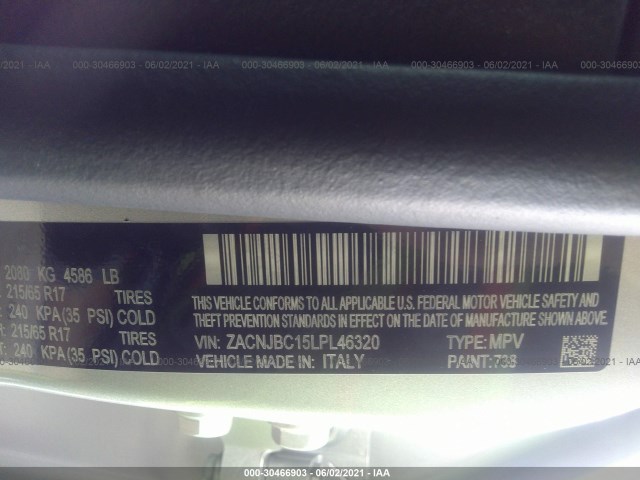 000-30466903 - 06/02/2021 - IAA
2080 KG 4586 LB
215/65 R17 TIRES
240 KPA(35 PSI) COLD
215/65 R17 TIRES
240 KPA(35 PSI) COLD
THIS VEHICLE CONFORMS TO ALL APPLICABLE U.S. FEDERAL MOTOR VEHICLE SAFETY AND
THEFT PREVENTION STANDARDS IN EFFECT ON THE DATE OF MANUFACTURE SHOWN ABOVE.
VIN: ZACNJBC15LPL46320 TYPE: MPV
VEHICLE MADE IN: ITALY PAINT: 738
000-30466903 - 06/02/2021 - IAA
000-30466903 - 06/02/2021 - IAA